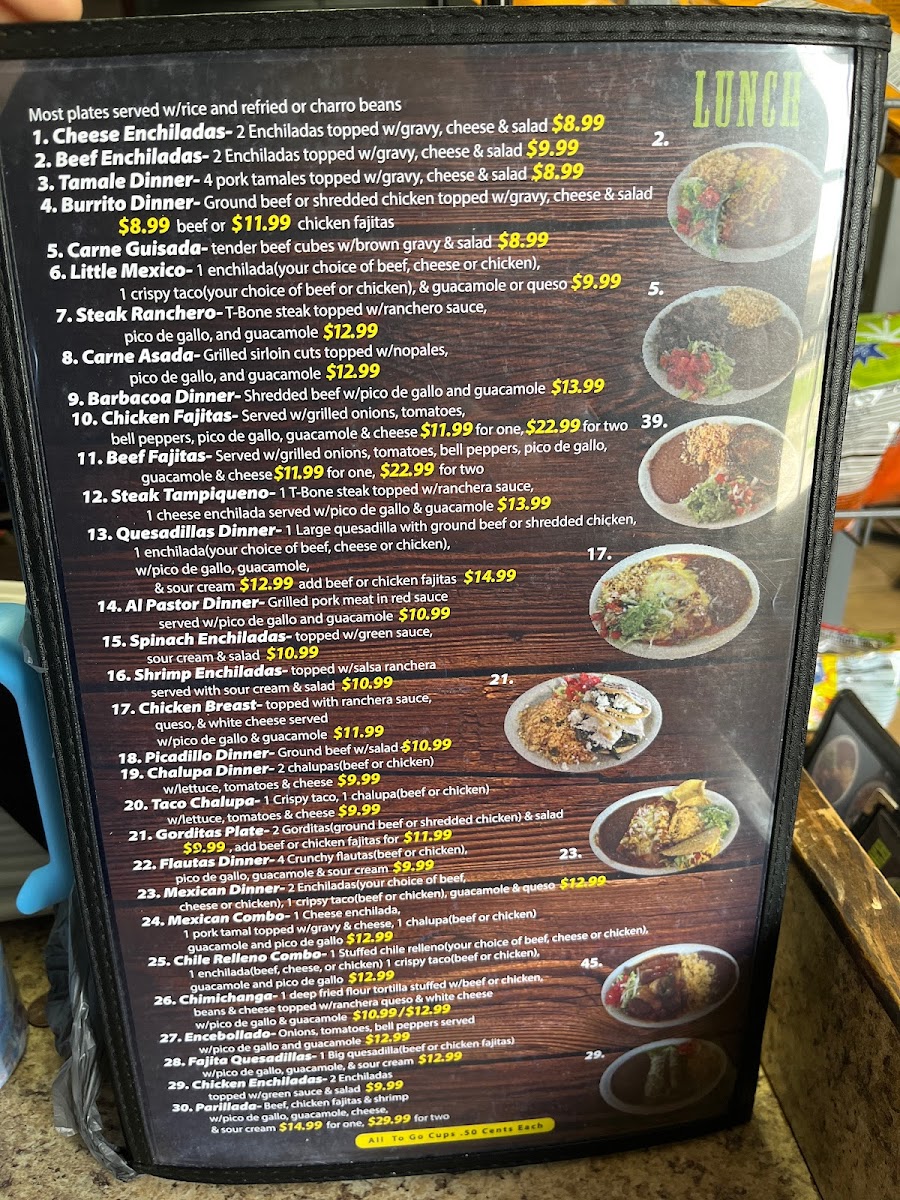 LUNCH
Most plates served w/rice and refried or charro beans
1. Cheese Enchiladas- 2 Enchiladas topped w/gravy, cheese & salad $8.99
2. Beef Enchiladas- 2 Enchiladas topped w/gravy, cheese & salad $9.99
3. Tamale Dinner- 4 pork tamales topped w/gravy, cheese & salad $8.99
4. Burrito Dinner- Ground beef or shredded chicken topped w/gravy, cheese & salad
$8.99 beef or $11.99 chicken fajitas
5. Carne Guisada- tender beef cubes w/brown gravy & salad $8.99
6. Little Mexico- 1 enchilada(your choice of beef, cheese or chicken),
1 crispy taco(your choice of beef or chicken), & guacamole or queso $9.99
7. Steak Ranchero- T-Bone steak topped w/ranchero sauce,
pico de gallo, and guacamole $12.99
8. Carne Asada- Grilled sirloin cuts topped w/nopales,
pico de gallo, and guacamole $12.99
9. Barbacoa Dinner- Shredded beef w/pico de gallo and guacamole $13.99
10. Chicken Fajitas- Served w/grilled onions, tomatoes,
bell peppers, pico de gallo, guacamole & cheese $11.99 for one, $22.99 for two
11. Beef Fajitas- Served w/grilled onions, tomatoes, bell peppers, pico de gallo,
guacamole & cheese $11.99 for one, $22.99 for two
12. Steak Tampiqueno- 1 T-Bone steak topped w/ranchera sauce,
1 cheese enchilada served w/pico de gallo & guacamole $13.99
13. Quesadillas Dinner- 1 Large quesadilla with ground beef or shredded chicken,
1 enchilada(your choice of beef, cheese or chicken),
w/pico de gallo, guacamole,
& sour cream $12.99 add beef or chicken fajitas $14.99
14. Al Pastor Dinner- Grilled pork meat in red sauce
served w/pico de gallo and guacamole $10.99
15. Spinach Enchiladas- topped w/green sauce,
sour cream & salad $10.99
16. Shrimp Enchiladas- topped w/salsa ranchera
served with sour cream & salad $10.99
17. Chicken Breast- topped with ranchera sauce,
queso, & white cheese served
w/pico de gallo & guacamole $11.99
18. Picadillo Dinner- Ground beef w/salad $10.99
19. Chalupa Dinner- 2 chalupas(beef or chicken)
w/lettuce, tomatoes & cheese $9.99
20. Taco Chalupa- 1 Crispy taco, 1 chalupa(beef or chicken)
w/lettuce, tomatoes & cheese $9.99
21. Gorditas Plate- 2 Gorditas(ground beef or shredded chicken) & salad
$9.99 , add beef or chicken fajitas for $11.99
22. Flautas Dinner- 4 Crunchy flautas(beef or chicken),
pico de gallo, guacamole & sour cream $9.99
23. Mexican Dinner- 2 Enchiladas(your choice of beef,
cheese or chicken), 1 cripsy taco(beef or chicken), guacamole & queso $12.99
24. Mexican Combo- 1 Cheese enchilada,
1 pork tamal topped w/gravy & cheese, 1 chalupa(beef or chicken)
guacamole and pico de gallo $12.99
25. Chile Relleno Combo- 1 Stuffed chile relleno(your choice of beef, cheese or chicken),
1 enchilada(beef, cheese, or chicken) 1 crispy taco(beef or chicken),
guacamole and pico de gallo $12.99
26. Chimichanga- 1 deep fried flour tortilla stuffed w/beef or chicken,
beans & cheese topped w/ranchera queso & white cheese
w/pico de gallo & guacamole $10.99/$12.99
27. Encebollado- Onions, tomatoes, bell peppers served
w/pico de gallo and guacamole $12.99
28. Fajita Quesadillas- 1 Big quesadilla(beef or chicken fajitas)
w/pico de gallo, guacamole, & sour cream $12.99
29. Chicken Enchiladas- 2 Enchiladas
topped w/green sauce & salad $9.99
30. Parillada- Beef, chicken fajitas & shrimp
w/pico de gallo, guacamole, cheese,
& sour cream $14.99 for one, $29.99 for two
All To Go Cups .50 Cents Each
2.
5.
39.
17.
21.
23.
45.
29.